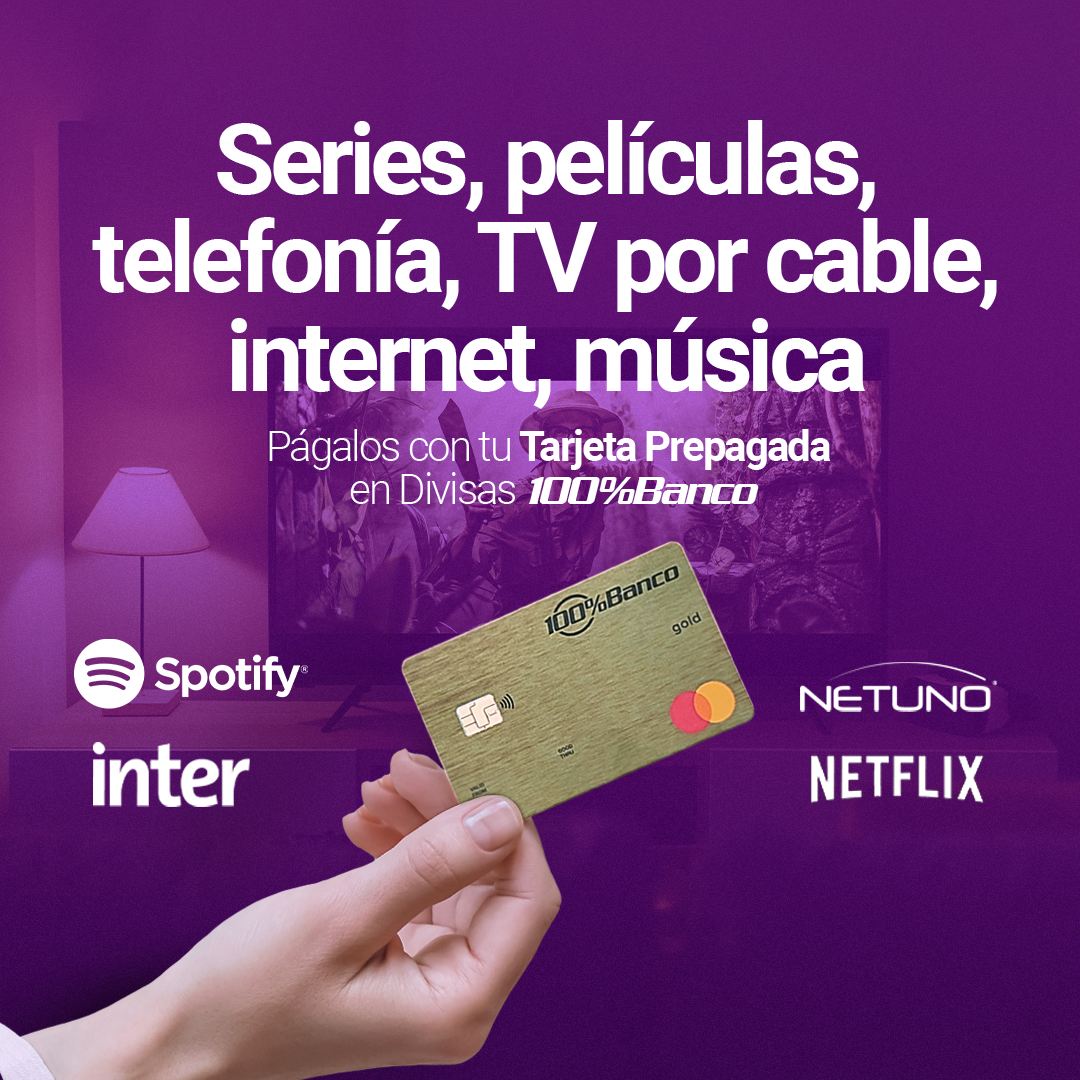 Series, películas,
telefonía, TV por cable,
internet, música
Págalos con tu Tarjeta Prepagada
en Divisas 100%Banco
100%Banco
gold
GOOD
THRU
VALID
FROM
Spotify®
inter
NETUNO®
NETFLIX